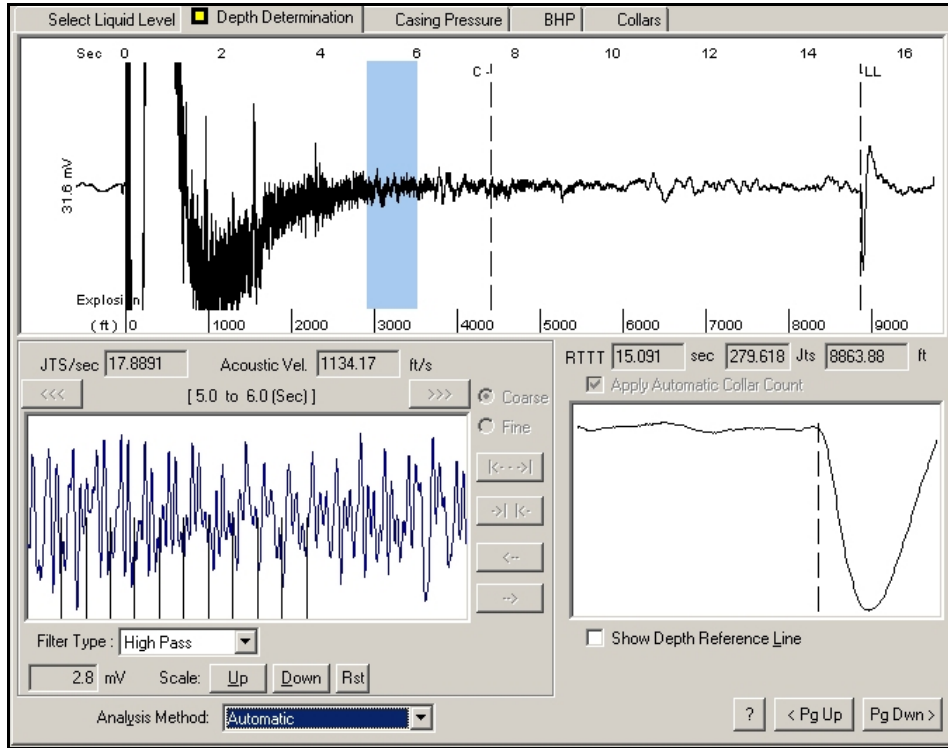 Select Liquid Level Depth Determination Casing Pressure BHP Collars
Sec 0 2 4 6 8 10 12 14 16
C LL
31.6 mV
Explosion
(ft) 0 1000 2000 3000 4000 5000 6000 7000 8000 9000
JTS/sec 17.8891 Acoustic Vel. 1134.17 ft/s
<<< [ 5.0 to 6.0 (Sec) ] >>>
Coarse
Fine
|<--->|
->| |<-
<--
-->
Filter Type : High Pass
2.8 mV Scale: Up Down Rst
Analysis Method: Automatic
RTTT 15.091 sec 279.618 Jts 8863.88 ft
Apply Automatic Collar Count
Show Depth Reference Line
? < Pg Up Pg Dwn >